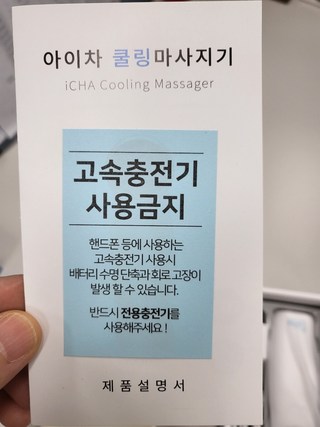 아이차 쿨링마사지기
iCHA Cooling Massager
고속충전기
사용금지
핸드폰 등에 사용하는
고속충전기 사용시
배터리 수명 단축과 회로 고장이
발생 할 수 있습니다.
반드시 전용충전기를
사용해주세요 !
제품설명서